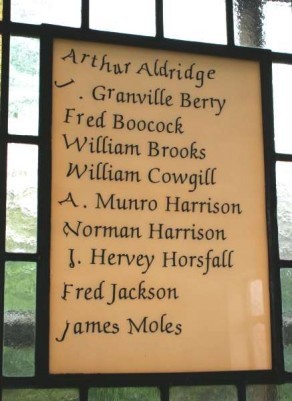 Arthur Aldridge
J. Granville Berty
Fred Boocock
William Brooks
William Cowgill
A. Munro Harrison
Norman Harrison
J. Hervey Horsfall
Fred Jackson
James Moles